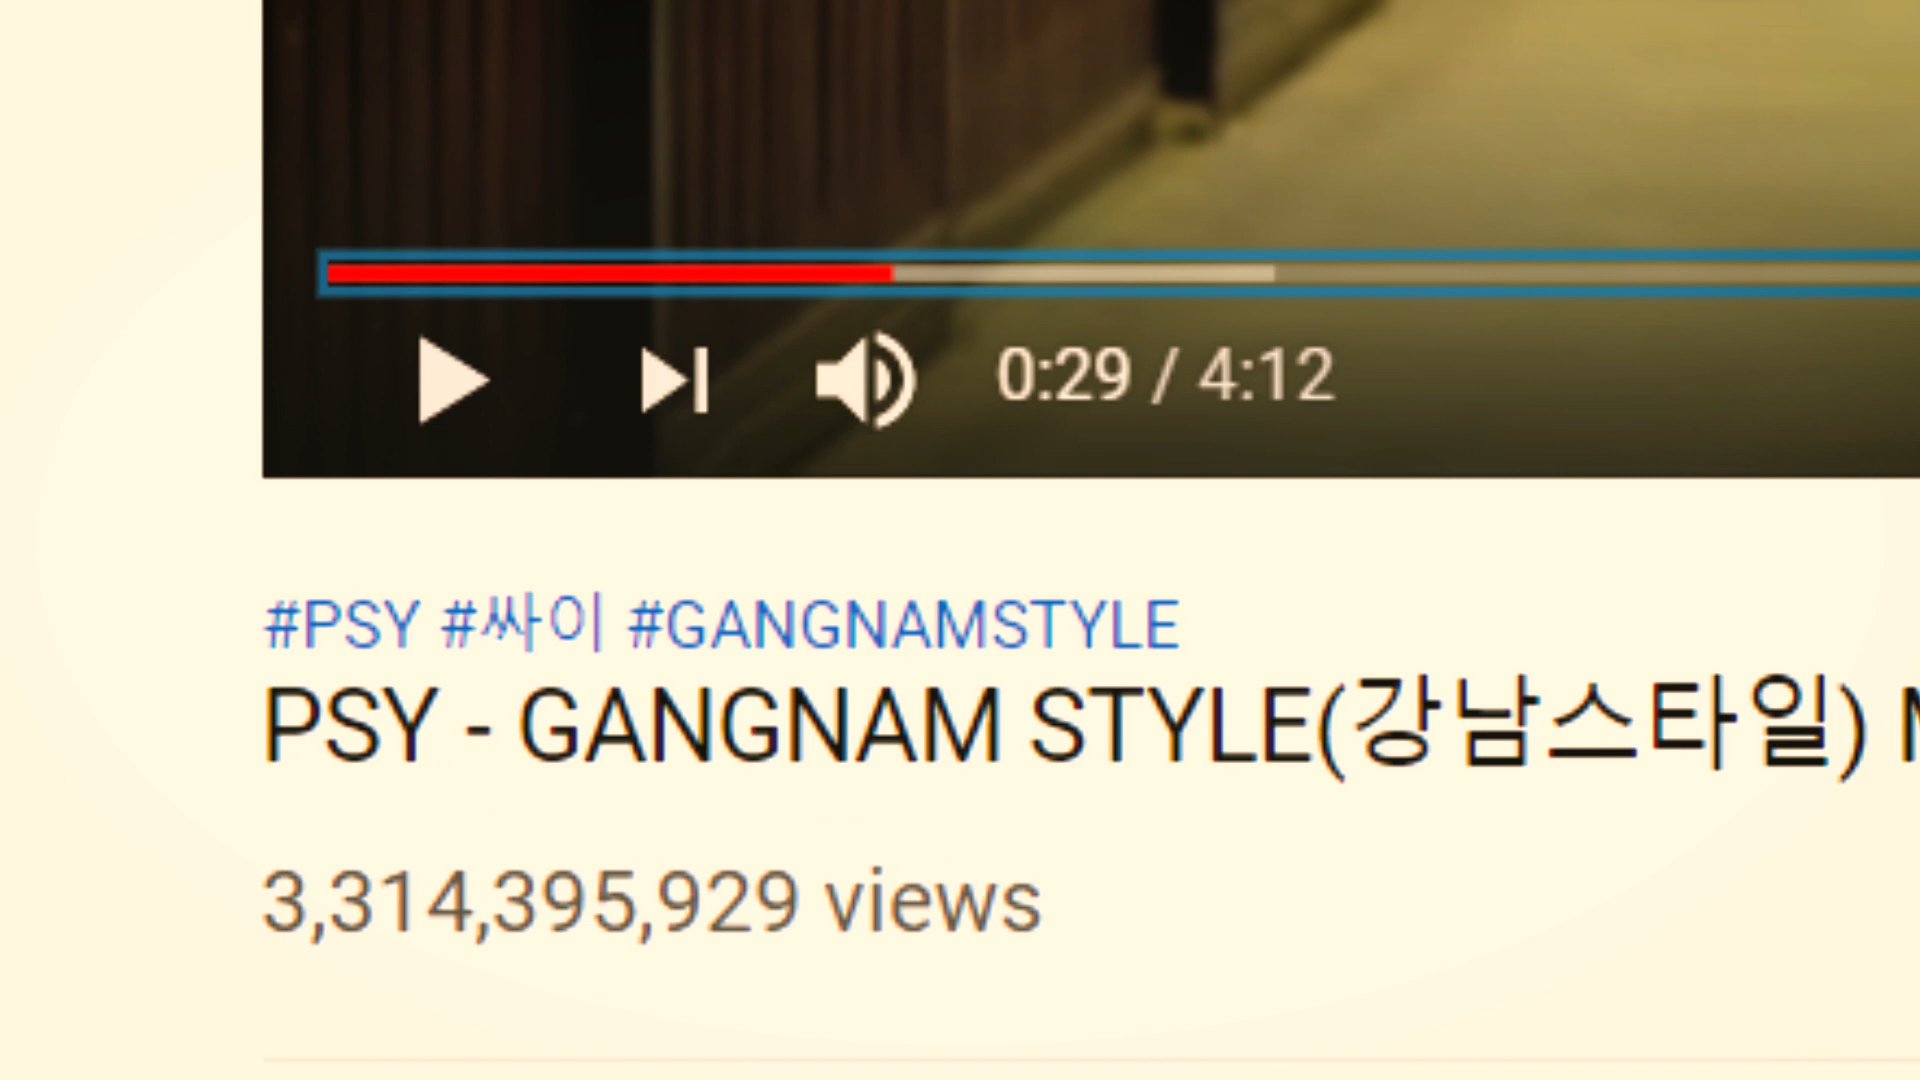 0:29 / 4:12
#PSY #싸이 #GANGNAMSTYLE
PSY - GANGNAM STYLE(강남스타일)
3,314,395,929 views